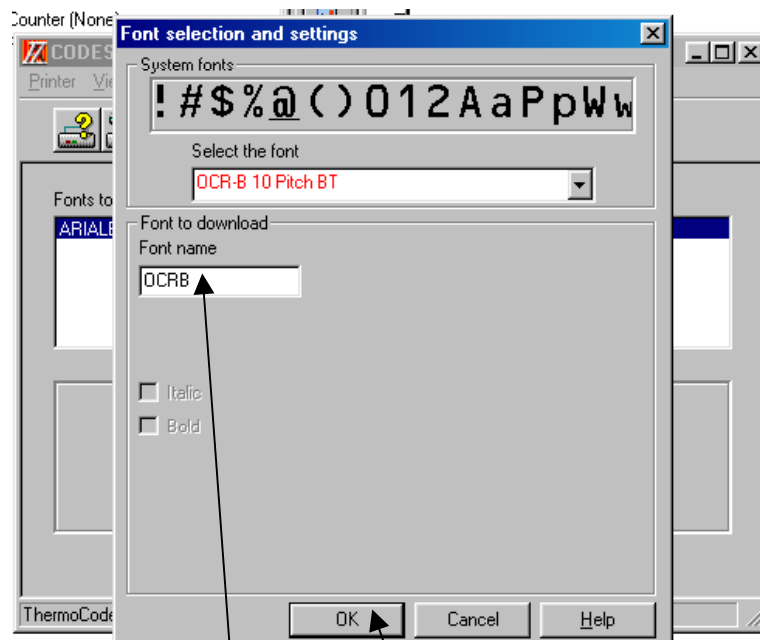 Counter (None
Font selection and settings
CODES
Printer Vie
System fonts
!#$%@()012AaPpWw
Select the font
OCR-B 10 Pitch BT
Fonts to
ARIALE
Font to download
Font name
OCRB
Italic
Bold
ThermoCode
OK Cancel Help